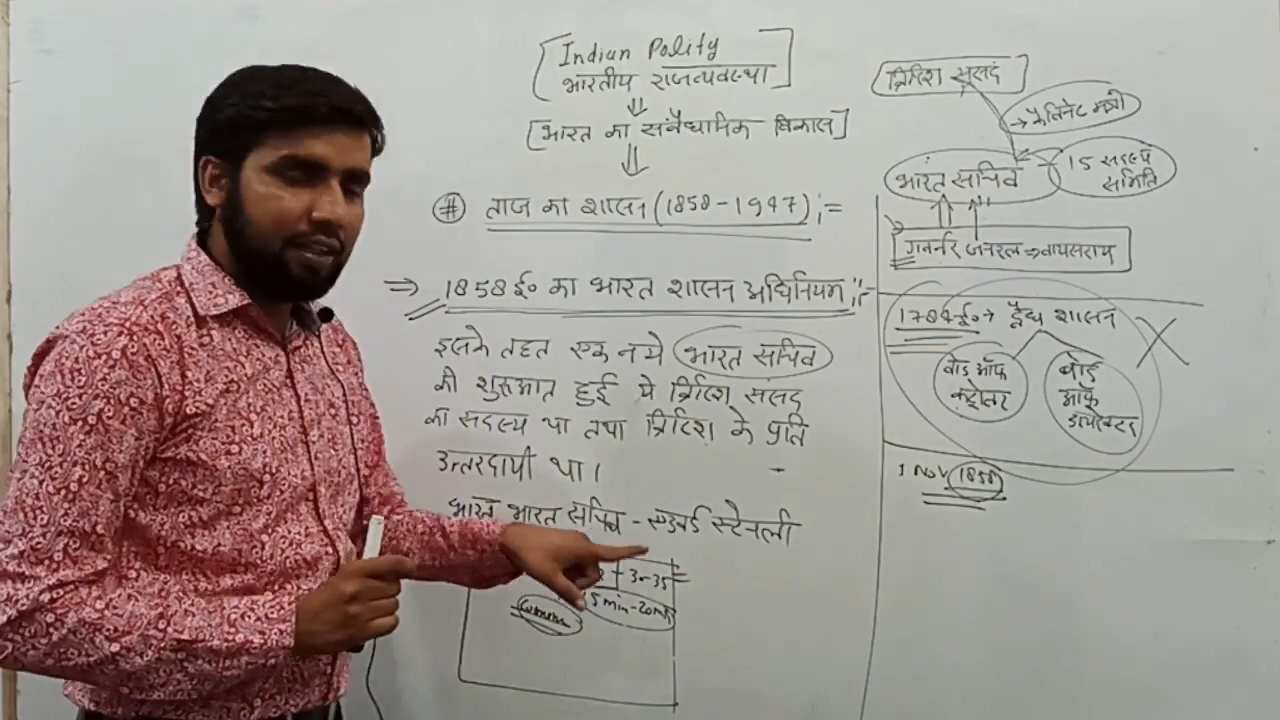 Indian Polity
भारतीय राजव्यवस्था
भारत का संवैधानिक विकास
# ताज का शासन (1858-1947) :=
⇒ 1858 ई० का भारत शासन अधिनियम :=
इसके तहत एक नये भारत सचिव
की शुरुआत हुई ये ब्रिटिश संसद
का सदस्य था तथा ब्रिटिश के प्रति
उत्तरदायी था।
भारत सचिव - एडवर्ड स्टेनली
3-35
5 min-20
ब्रिटिश संसद
→ कैबिनेट मंत्री
भारत सचिव - 15 सदस्य
समिति
गवर्नर जनरल ⇒ वायसराय
1784 ई० → द्वैध शासन
बोर्ड ऑफ कंट्रोलर
बोर्ड ऑफ डायरेक्टर
1 Nov 1858